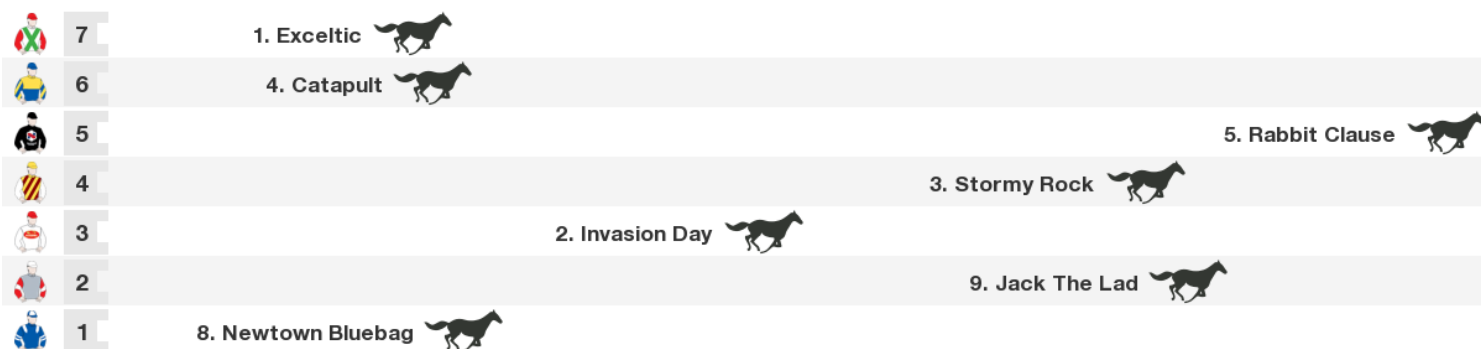 7 1. Exceltic
6 4. Catapult
5 5. Rabbit Clause
4 3. Stormy Rock
3 2. Invasion Day
2 9. Jack The Lad
1 8. Newtown Bluebag